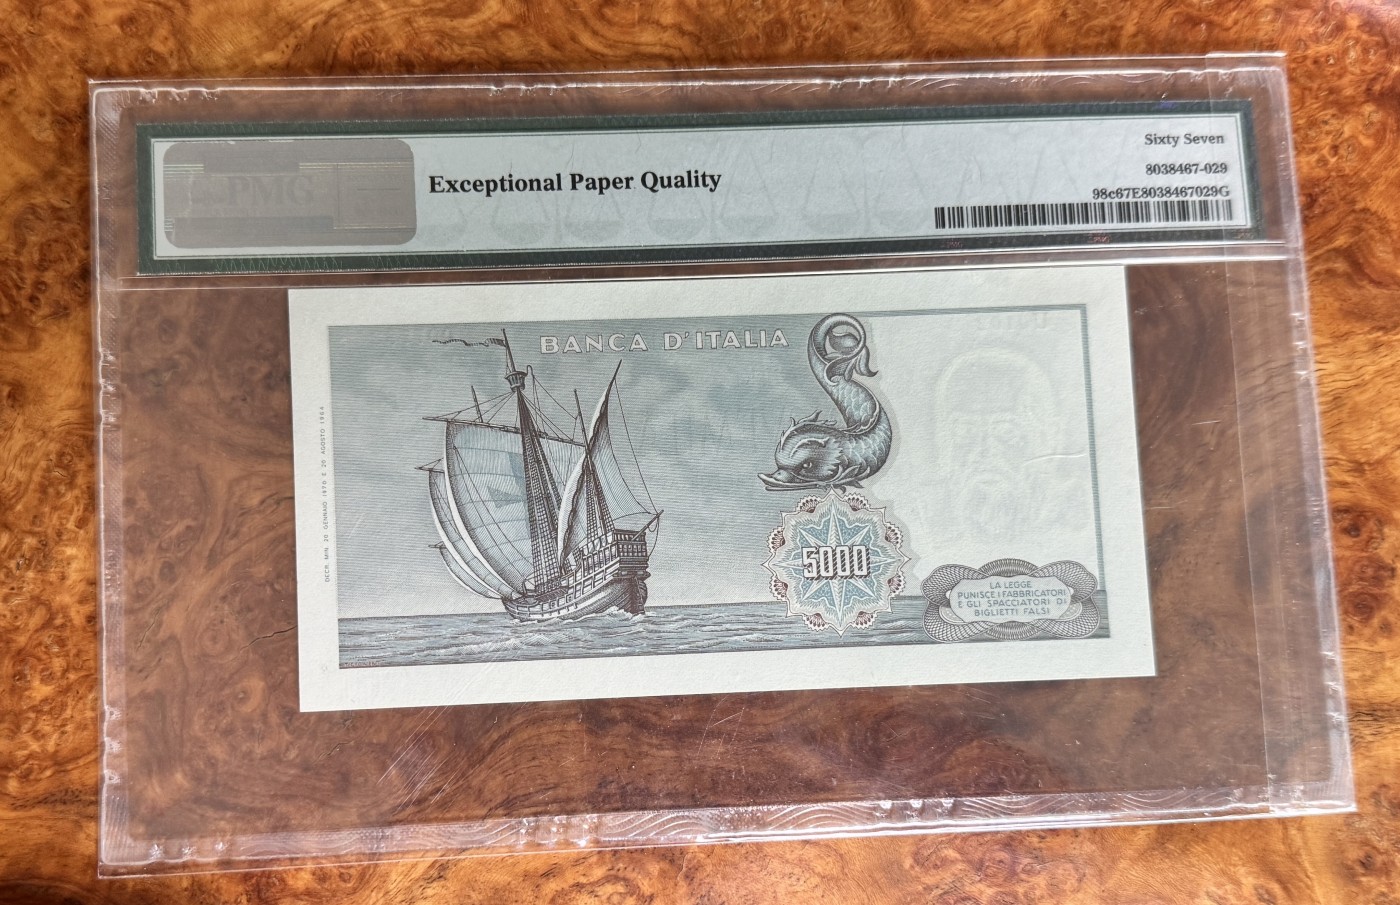 PMG
Exceptional Paper Quality
Sixty Seven
8038467-029
98c67E8038467029G
BANCA D'ITALIA
DECR. MIN. 20 GENNAIO 1970 E 20 AGOSTO 1964
5000
LA LEGGE
PUNISCE I FABBRICATORI
E GLI SPACCIATORI DI
BIGLIETTI FALSI